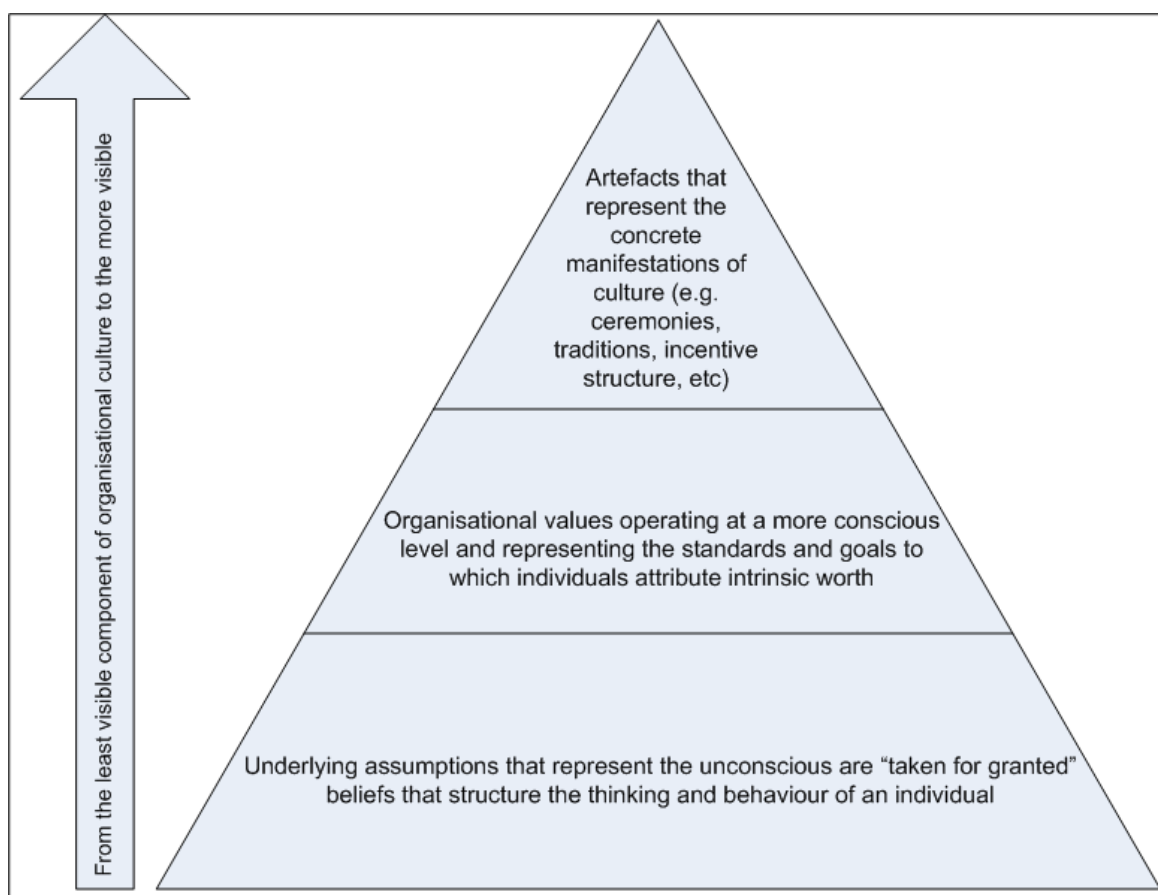 From the least visible component of organisational culture to the more visible
Artefacts that
represent the
concrete
manifestations of
culture (e.g.
ceremonies,
traditions, incentive
structure, etc)
Organisational values operating at a more conscious
level and representing the standards and goals to
which individuals attribute intrinsic worth
Underlying assumptions that represent the unconscious are “taken for granted”
beliefs that structure the thinking and behaviour of an individual